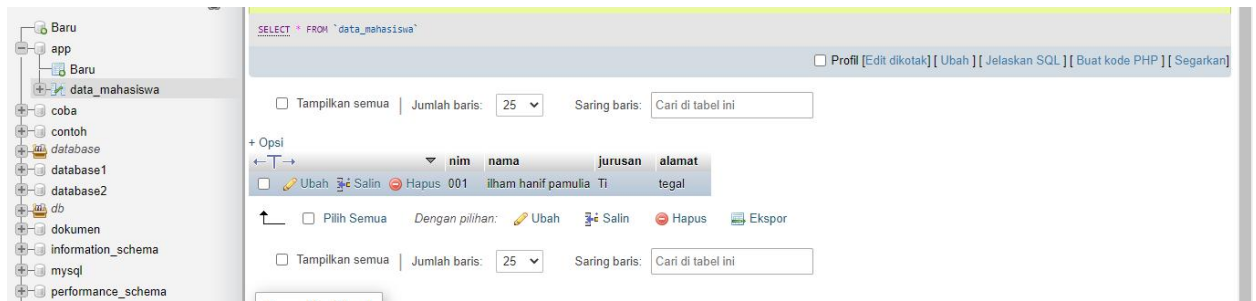 Baru
app
Baru
data_mahasiswa
coba
contoh
database
database1
database2
db
dokumen
information_schema
mysql
performance_schema
SELECT * FROM `data_mahasiswa`
Profil [Edit dikotak] [ Ubah ] [ Jelaskan SQL ] [ Buat kode PHP ] [ Segarkan]
Tampilkan semua | Jumlah baris: 25 Saring baris: Cari di tabel ini
+ Opsi
←T→ nim nama jurusan alamat
Ubah Salin Hapus 001 ilham hanif pamulia Ti tegal
Pilih Semua Dengan pilihan: Ubah Salin Hapus Ekspor
Tampilkan semua | Jumlah baris: 25 Saring baris: Cari di tabel ini